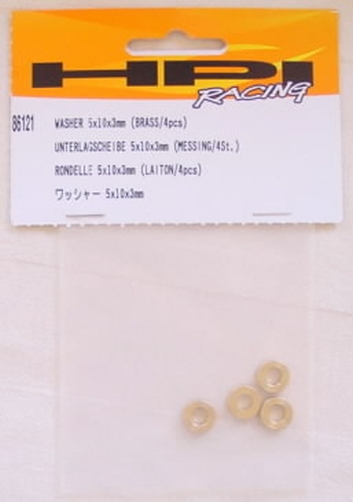 HPI
RACING
86121 WASHER 5x10x3mm (BRASS/4pcs)
UNTERLAGSCHEIBE 5x10x3mm (MESSING/4St.)
RONDELLE 5x10x3mm (LAITON/4pcs)
ワッシャー 5x10x3mm